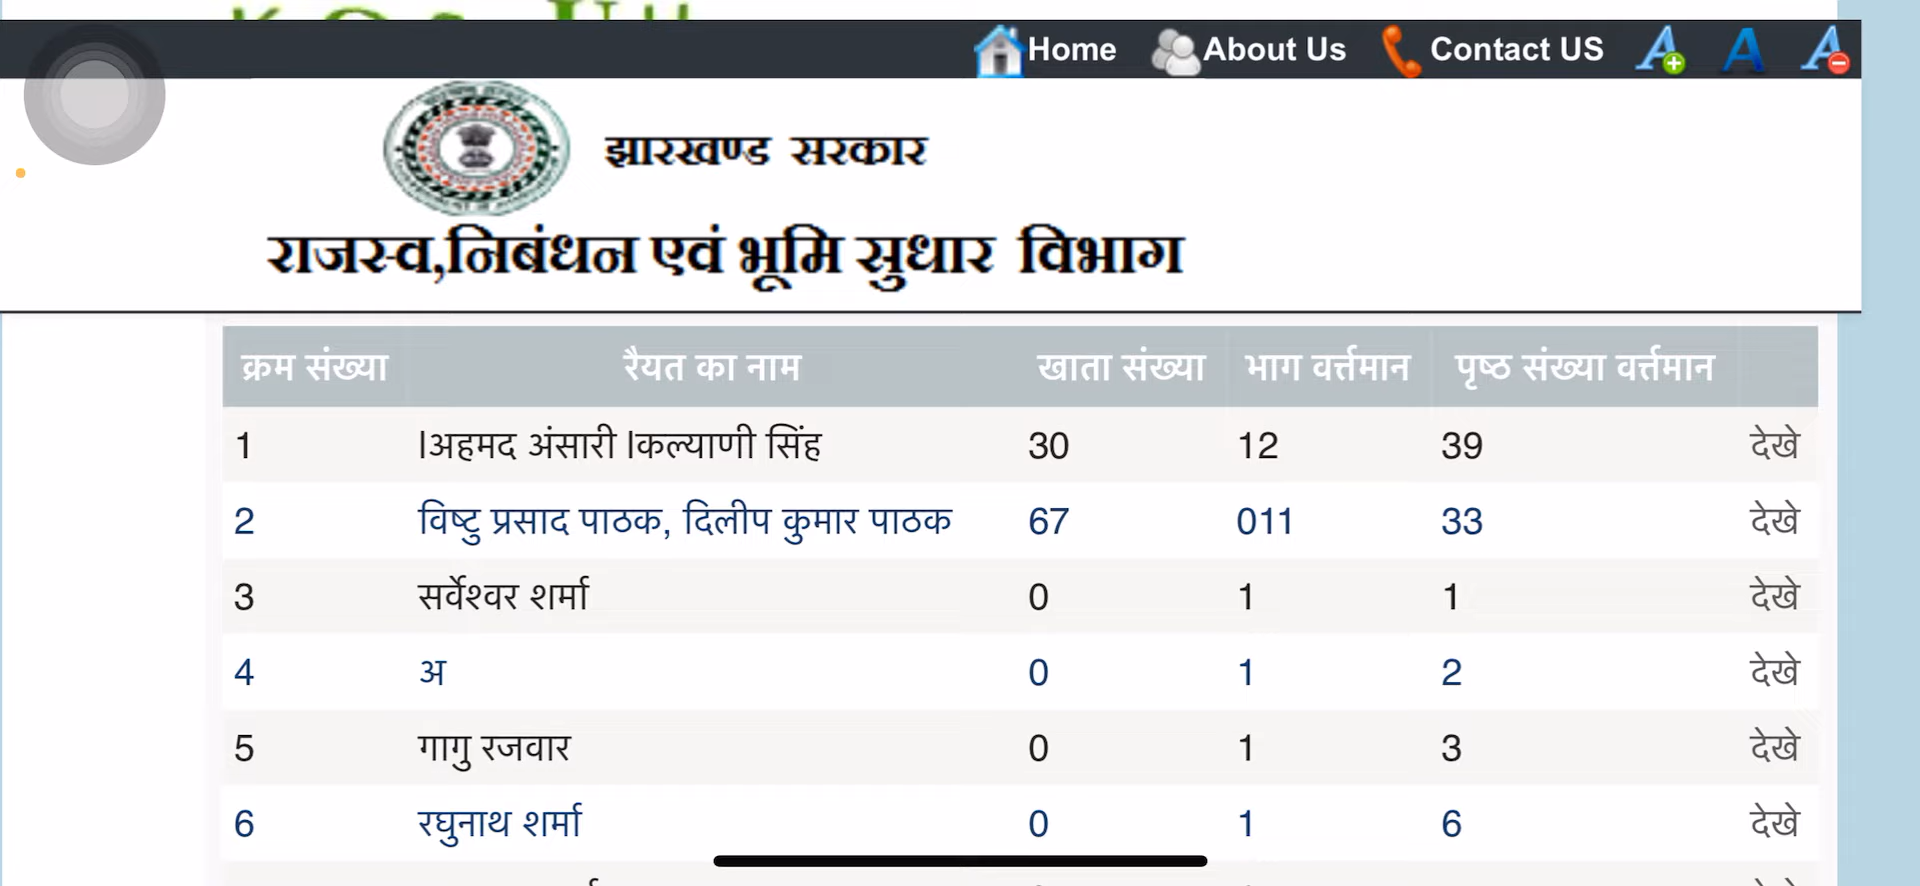 Home About Us Contact US A A A
झारखण्ड सरकार
राजस्व,निबंधन एवं भूमि सुधार विभाग
क्रम संख्या रैयत का नाम खाता संख्या भाग वर्त्तमान पृष्ठ संख्या वर्त्तमान
1 lअहमद अंसारी lकल्याणी सिंह 30 12 39 देखे
2 विष्टु प्रसाद पाठक, दिलीप कुमार पाठक 67 011 33 देखे
3 सर्वेश्वर शर्मा 0 1 1 देखे
4 अ 0 1 2 देखे
5 गागु रजवार 0 1 3 देखे
6 रघुनाथ शर्मा 0 1 6 देखे